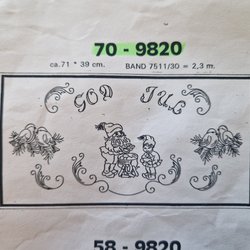 70 - 9820
ca.71 * 39 cm. BAND 7511/30 = 2,3 m.
GOD JUL
58 - 9820